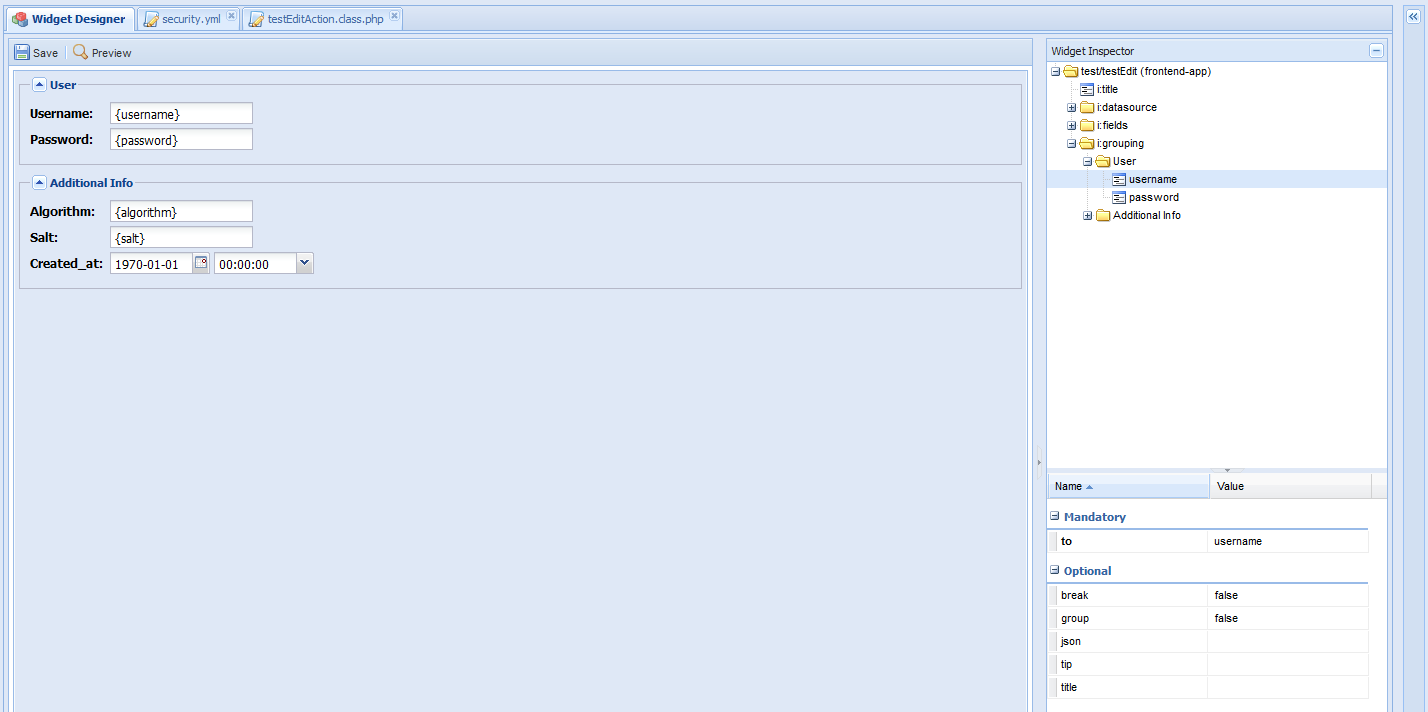 Widget Designer security.yml testEditAction.class.php
Save Preview
User
Username: {username}
Password: {password}
Additional Info
Algorithm: {algorithm}
Salt: {salt}
Created_at: 1970-01-01 00:00:00
Widget Inspector
test/testEdit (frontend-app)
i:title
i:datasource
i:fields
i:grouping
User
username
password
Additional Info
Name Value
Mandatory
to username
Optional
break false
group false
json
tip
title